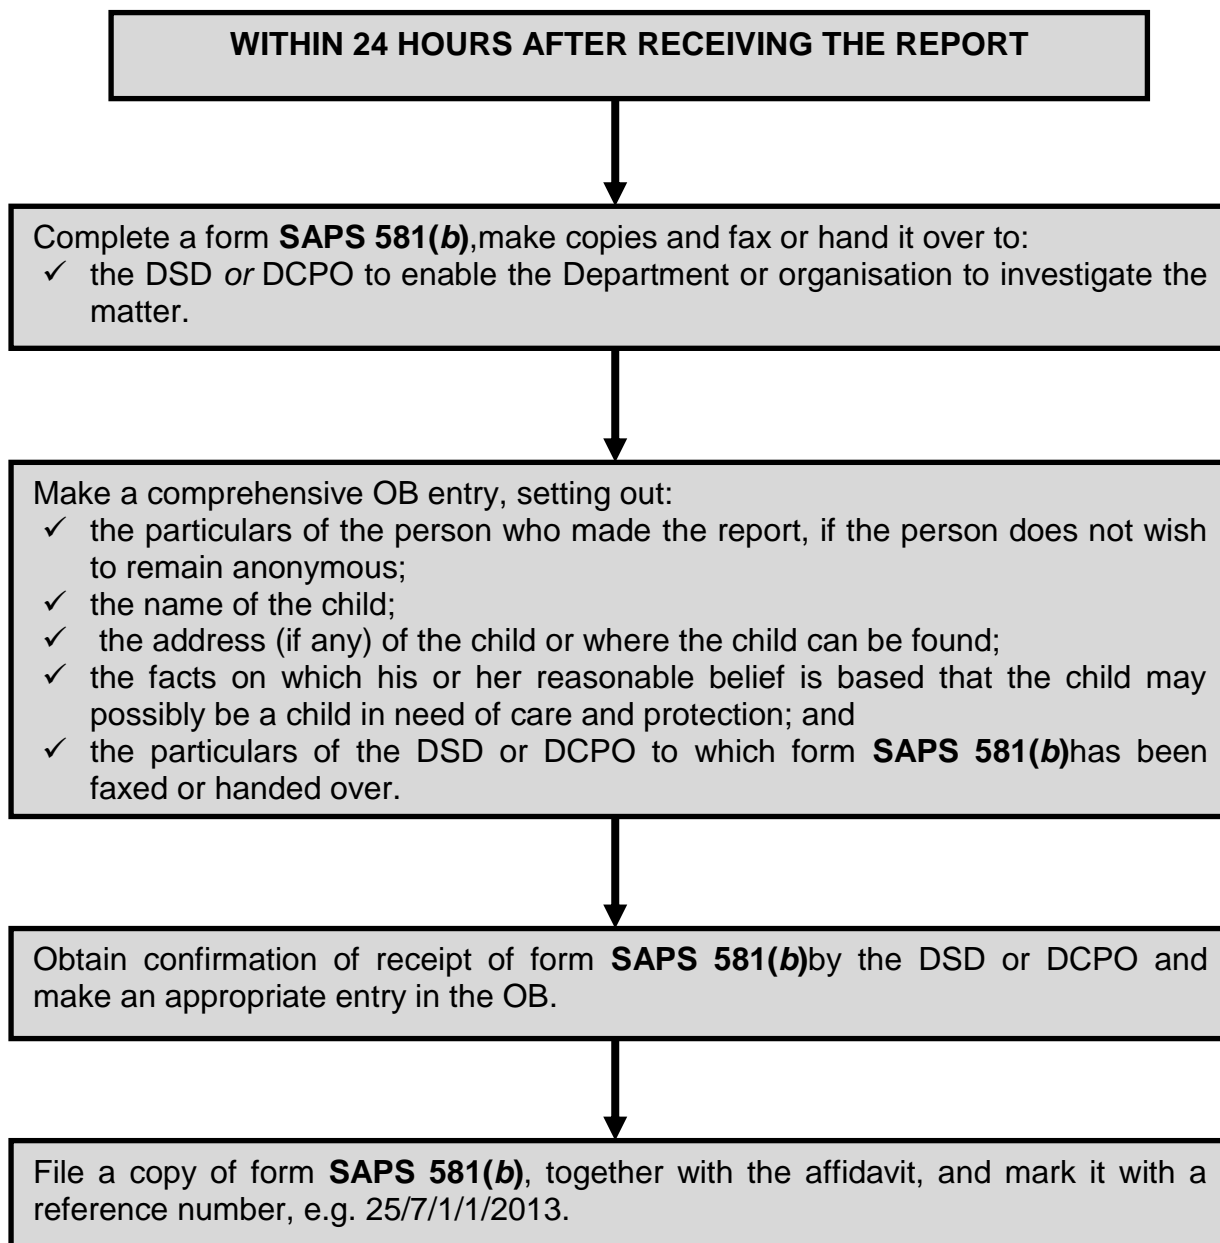 WITHIN 24 HOURS AFTER RECEIVING THE REPORT
Complete a form SAPS 581(b),make copies and fax or hand it over to:
✓ the DSD or DCPO to enable the Department or organisation to investigate the
matter.
Make a comprehensive OB entry, setting out:
✓ the particulars of the person who made the report, if the person does not wish
to remain anonymous;
✓ the name of the child;
✓ the address (if any) of the child or where the child can be found;
✓ the facts on which his or her reasonable belief is based that the child may
possibly be a child in need of care and protection; and
✓ the particulars of the DSD or DCPO to which form SAPS 581(b)has been
faxed or handed over.
Obtain confirmation of receipt of form SAPS 581(b)by the DSD or DCPO and
make an appropriate entry in the OB.
File a copy of form SAPS 581(b), together with the affidavit, and mark it with a
reference number, e.g. 25/7/1/1/2013.